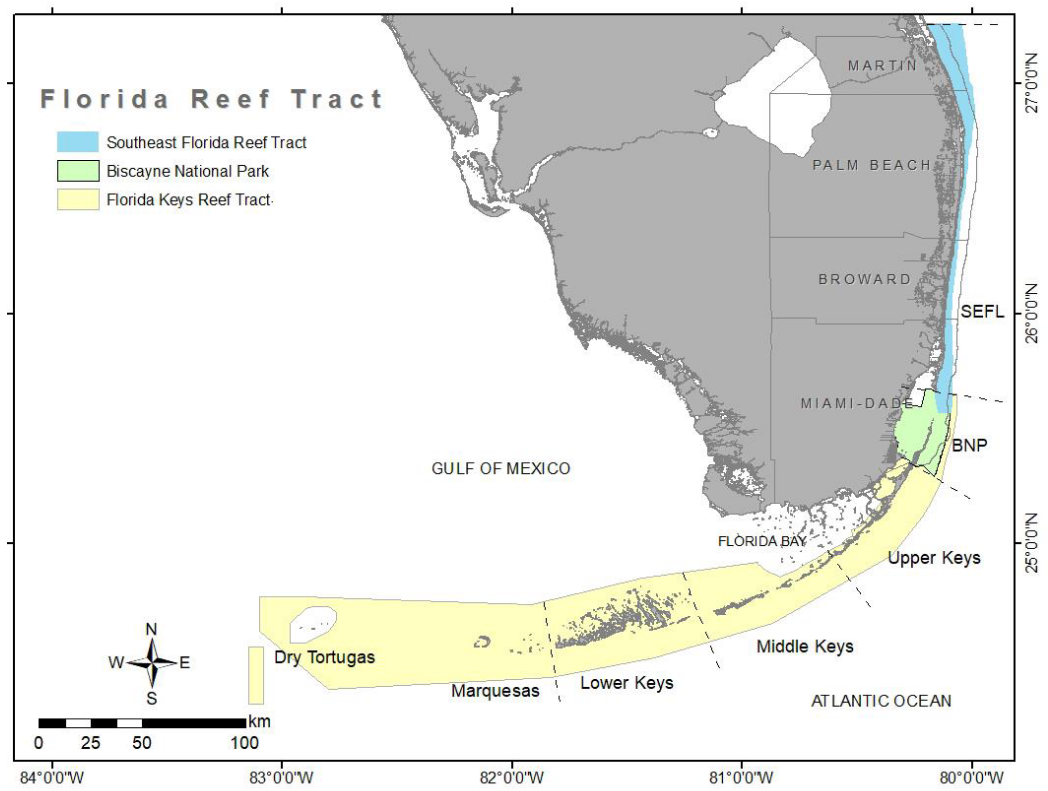 Florida Reef Tract
Southeast Florida Reef Tract
Biscayne National Park
Florida Keys Reef Tract
MARTIN
PALM BEACH
BROWARD
MIAMI-DADE
SEFL
BNP
GULF OF MEXICO
FLORIDA BAY
Upper Keys
Middle Keys
Lower Keys
Marquesas
Dry Tortugas
ATLANTIC OCEAN
N
W E
S
km
0 25 50 100
27°0'0"N
26°0'0"N
25°0'0"N
84°0'0"W 83°0'0"W 82°0'0"W 81°0'0"W 80°0'0"W